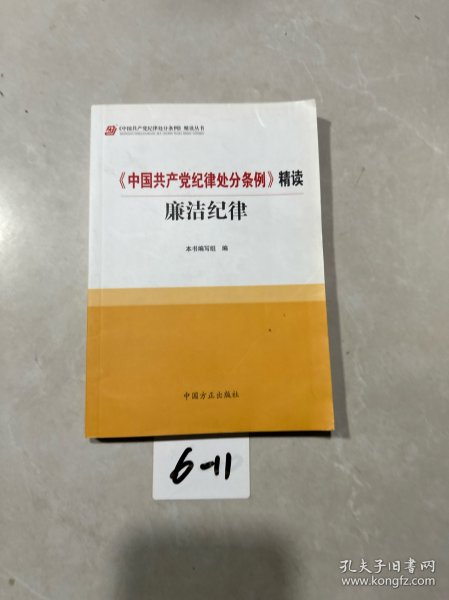 《中国共产党纪律处分条例》精读丛书
《中国共产党纪律处分条例》精读
廉洁纪律
本书编写组 编
中国方正出版社
6-11
孔夫子旧书网
www.kongfz.com